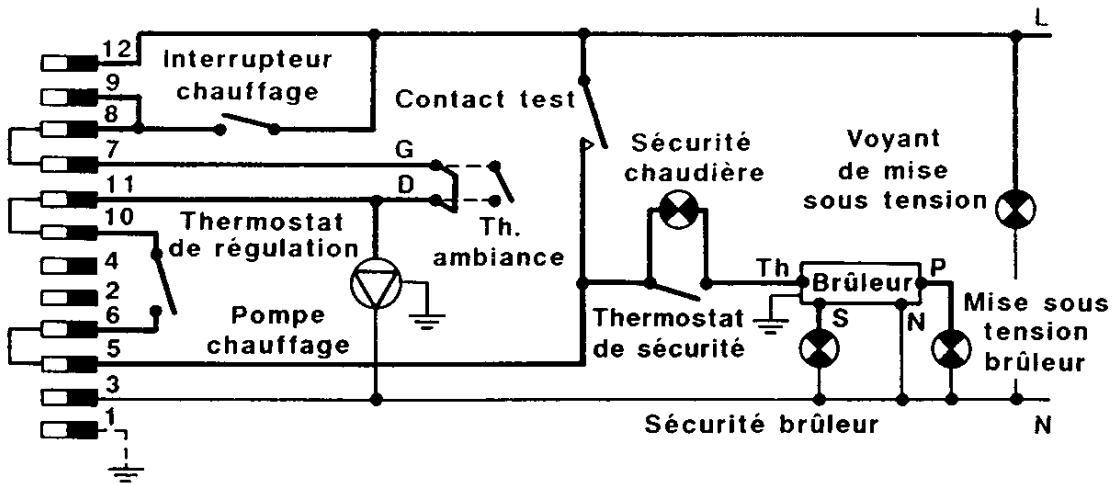 L
12
Interrupteur
chauffage
9
8
Contact test
7
G
Sécurité
chaudière
Voyant
de mise
sous tension
11
D
10
Thermostat
de régulation
Th.
ambiance
4
2
6
Pompe
chauffage
Th
Brûleur
P
S
N
Thermostat
de sécurité
Mise sous
tension
brûleur
5
3
1
Sécurité brûleur
N